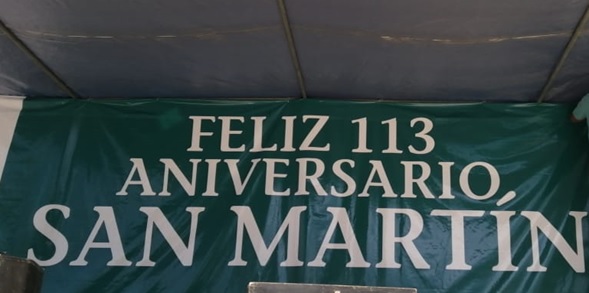 FELIZ 113
ANIVERSARIO
SAN MARTÍN